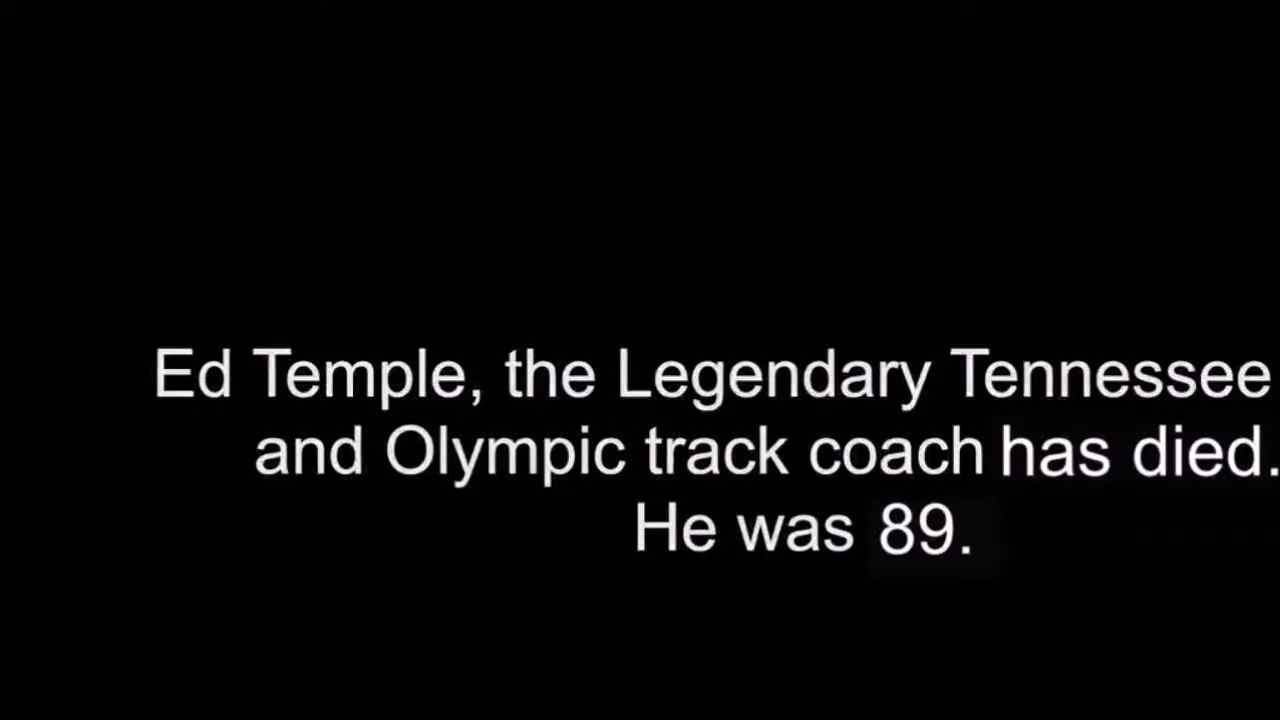 Ed Temple, the Legendary Tennessee
and Olympic track coach has died.
He was 89.